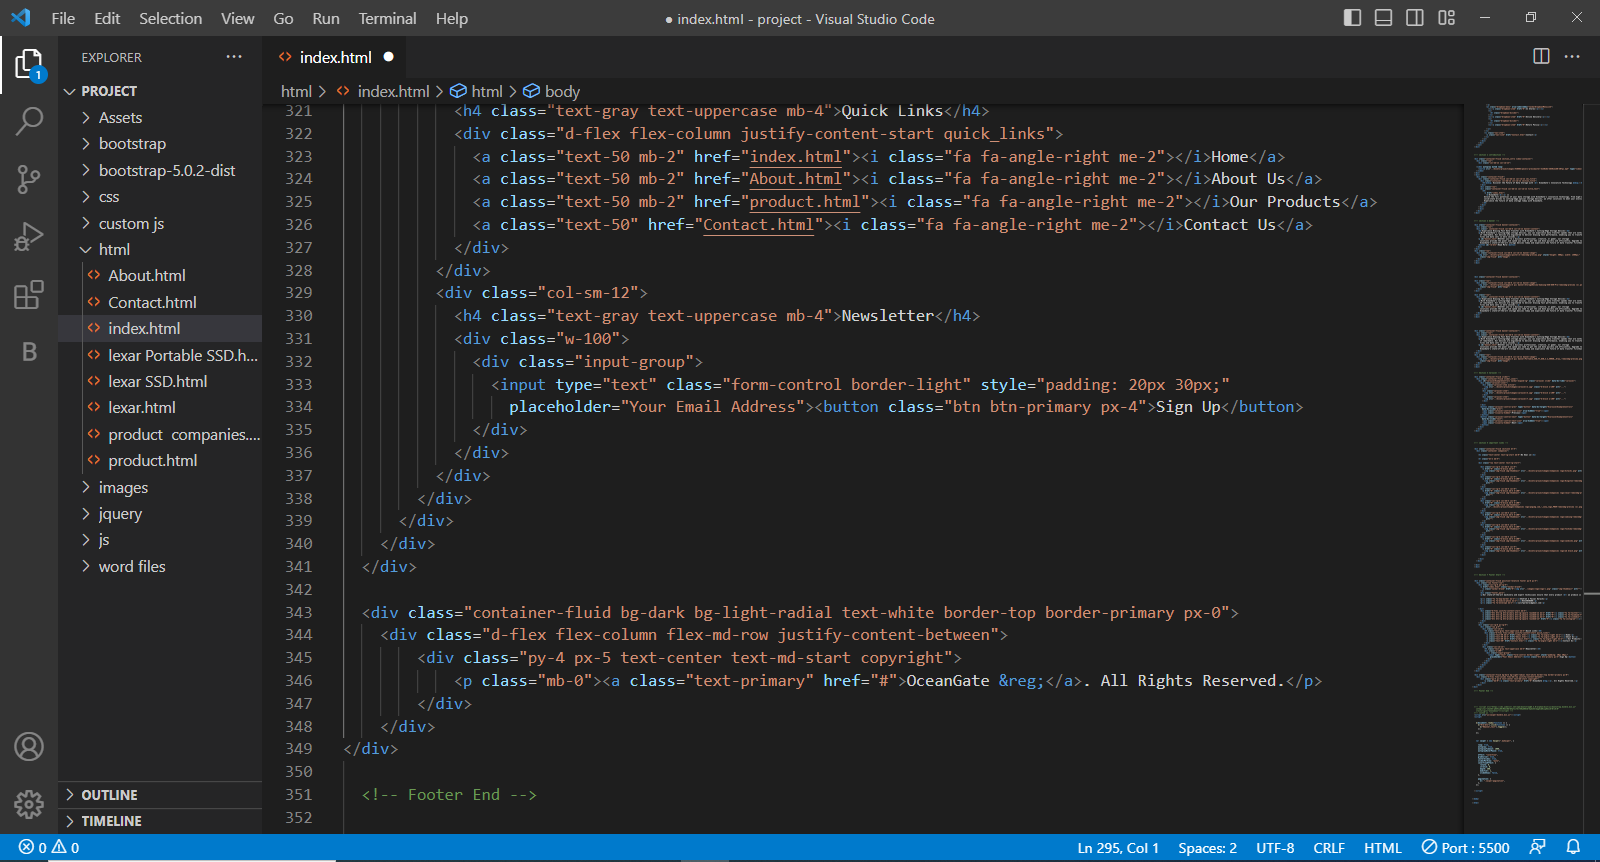 File Edit Selection View Go Run Terminal Help
● index.html - project - Visual Studio Code
EXPLORER
PROJECT
Assets
bootstrap
bootstrap-5.0.2-dist
css
custom js
html
About.html
Contact.html
index.html
lexar Portable SSD.h...
lexar SSD.html
lexar.html
product companies....
product.html
images
jquery
js
word files
OUTLINE
TIMELINE
1
B
index.html
html > index.html > html > body
321 <h4 class="text-gray text-uppercase mb-4">Quick Links</h4>
322 <div class="d-flex flex-column justify-content-start quick_links">
323 <a class="text-50 mb-2" href="index.html"><i class="fa fa-angle-right me-2"></i>Home</a>
324 <a class="text-50 mb-2" href="About.html"><i class="fa fa-angle-right me-2"></i>About Us</a>
325 <a class="text-50 mb-2" href="product.html"><i class="fa fa-angle-right me-2"></i>Our Products</a>
326 <a class="text-50" href="Contact.html"><i class="fa fa-angle-right me-2"></i>Contact Us</a>
327 </div>
328 </div>
329 <div class="col-sm-12">
330 <h4 class="text-gray text-uppercase mb-4">Newsletter</h4>
331 <div class="w-100">
332 <div class="input-group">
333 <input type="text" class="form-control border-light" style="padding: 20px 30px;"
334 placeholder="Your Email Address"><button class="btn btn-primary px-4">Sign Up</button>
335 </div>
336 </div>
337 </div>
338 </div>
339 </div>
340 </div>
341 </div>
342
343 <div class="container-fluid bg-dark bg-light-radial text-white border-top border-primary px-0">
344 <div class="d-flex flex-column flex-md-row justify-content-between">
345 <div class="py-4 px-5 text-center text-md-start copyright">
346 <p class="mb-0"><a class="text-primary" href="#">OceanGate &reg;</a>. All Rights Reserved.</p>
347 </div>
348 </div>
349 </div>
350
351 <!-- Footer End -->
352
0 0
Ln 295, Col 1 Spaces: 2 UTF-8 CRLF HTML Port : 5500